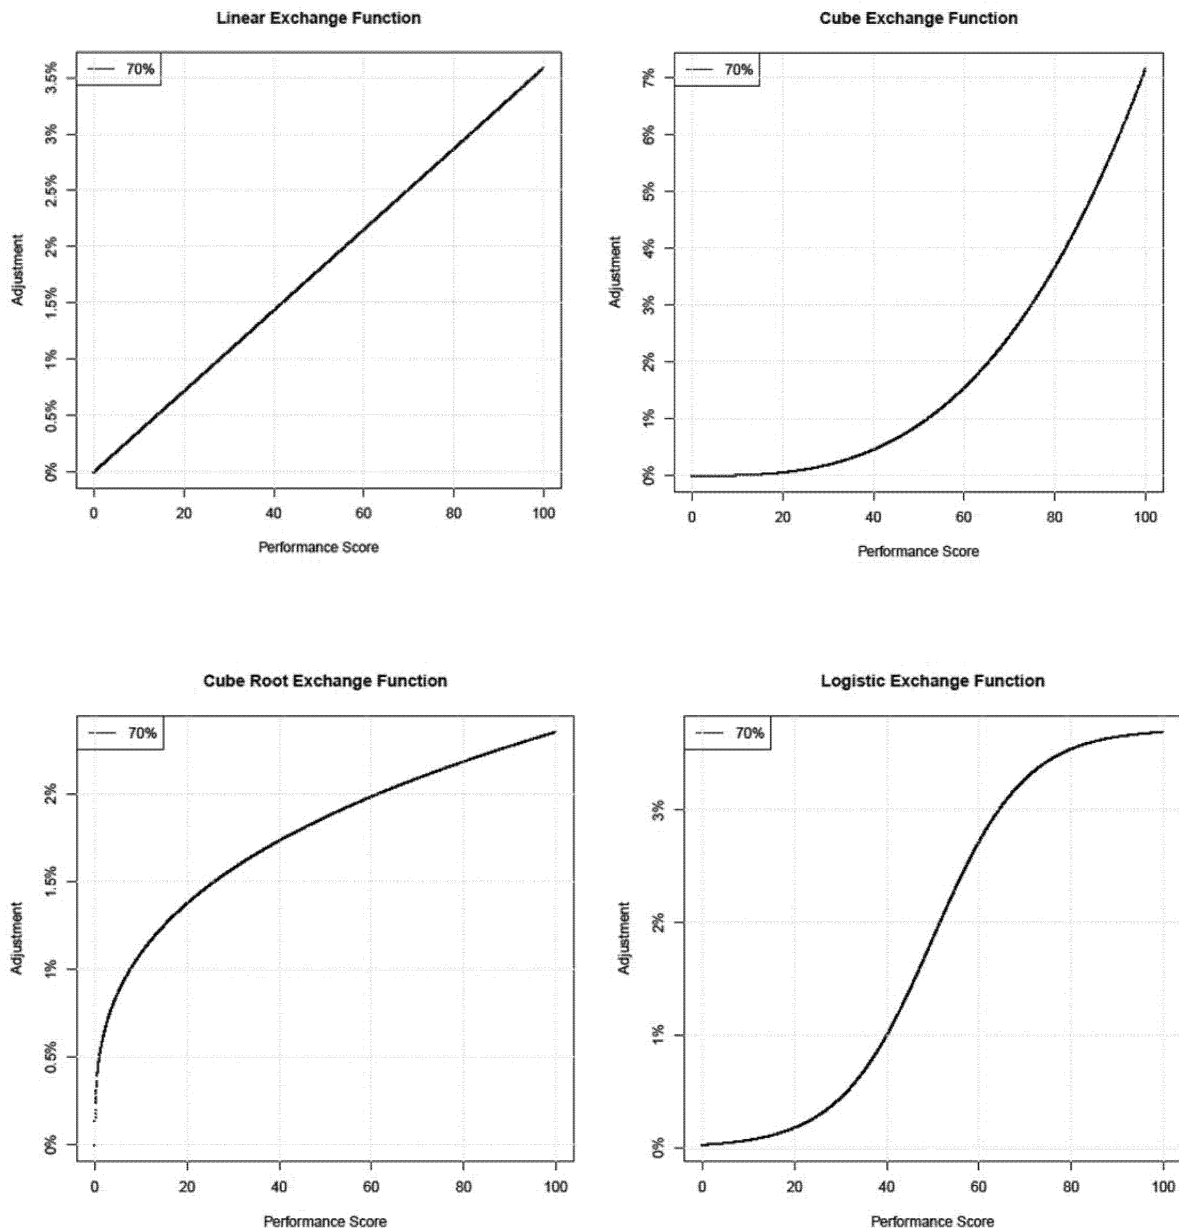 Linear Exchange Function
70%
3.5%
3%
2.5%
2%
1.5%
1%
0.5%
0%
Adjustment
0 20 40 60 80 100
Performance Score
Cube Exchange Function
70%
7%
6%
5%
4%
3%
2%
1%
0%
Adjustment
0 20 40 60 80 100
Performance Score
Cube Root Exchange Function
70%
2%
1.5%
1%
0.5%
0%
Adjustment
0 20 40 60 80 100
Performance Score
Logistic Exchange Function
70%
3%
2%
1%
0%
Adjustment
0 20 40 60 80 100
Performance Score